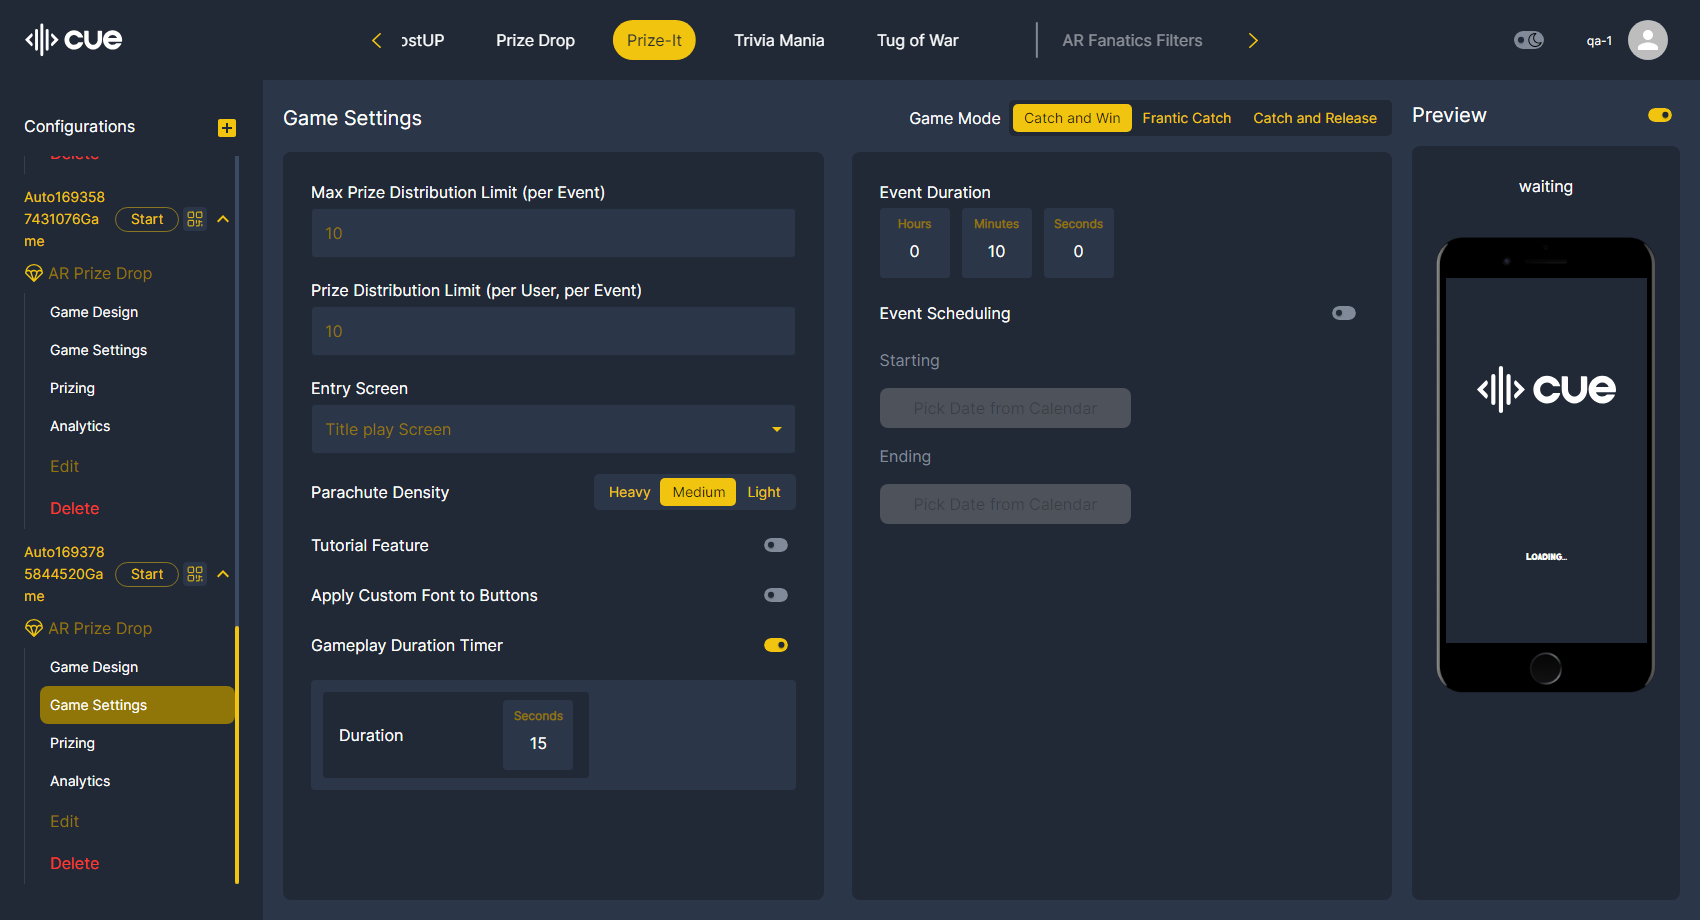 cue
ostUP
Prize Drop
Prize-It
Trivia Mania
Tug of War
AR Fanatics Filters
qa-1
Configurations
Delete
Auto169358
7431076Ga
me
Start
AR Prize Drop
Game Design
Game Settings
Prizing
Analytics
Edit
Delete
Auto169378
5844520Ga
me
Start
AR Prize Drop
Game Design
Game Settings
Prizing
Analytics
Edit
Delete
Game Settings
Game Mode
Catch and Win
Frantic Catch
Catch and Release
Max Prize Distribution Limit (per Event)
10
Prize Distribution Limit (per User, per Event)
10
Entry Screen
Title play Screen
Parachute Density
Heavy
Medium
Light
Tutorial Feature
Apply Custom Font to Buttons
Gameplay Duration Timer
Duration
Seconds
15
Event Duration
Hours
0
Minutes
10
Seconds
0
Event Scheduling
Starting
Pick Date from Calendar
Ending
Pick Date from Calendar
Preview
waiting
cue
LOADING...